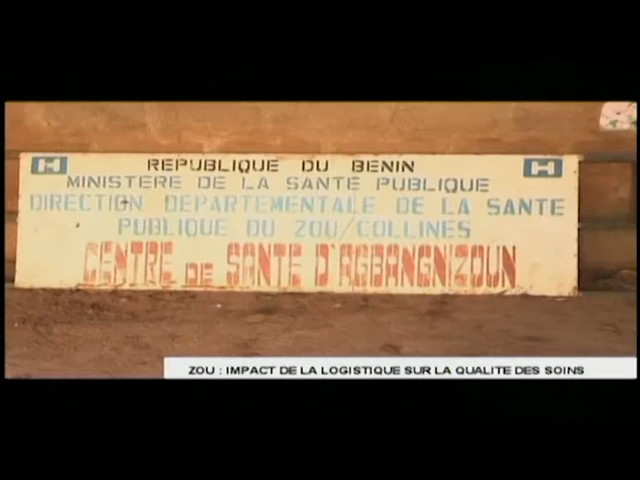 H REPUBLIQUE DU BENIN H
MINISTERE DE LA SANTE PUBLIQUE
DIRECTION DEPARTEMENTALE DE LA SANTE
PUBLIQUE DU ZOU/COLLINES
CENTRE DE SANTE D'AGBANGNIZOUN
ZOU : IMPACT DE LA LOGISTIQUE SUR LA QUALITE DES SOINS